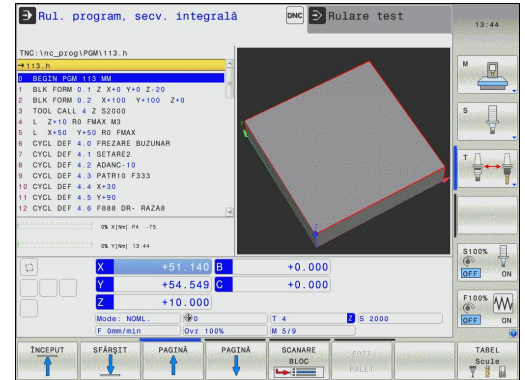 Rul. program, secv. integrală
DNC Rulare test
13:44
TNC:\nc_prog\PGM\113.h
→113.h
0 BEGIN PGM 113 MM
1 BLK FORM 0.1 Z X+0 Y+0 Z-20
2 BLK FORM 0.2 X+100 Y+100 Z+0
3 TOOL CALL 4 Z S2000
4 L Z+10 R0 FMAX M3
5 L X+50 Y+50 R0 FMAX
6 CYCL DEF 4.0 FREZARE BUZUNAR
7 CYCL DEF 4.1 SETARE2
8 CYCL DEF 4.2 ADANC-10
9 CYCL DEF 4.3 PATR10 F333
10 CYCL DEF 4.4 X+30
11 CYCL DEF 4.5 Y+90
12 CYCL DEF 4.6 F888 DR- RAZA8
0% X[Nm] P4 -T5
0% Y[Nm] 13:44
X +51.140 B +0.000
Y +54.549 C +0.000
Z +10.000
Mode: NOML. 0 T 4 Z S 2000
F 0mm/min Ovr 100% M 5/9
M
S
T
S100%
OFF ON
F100%
OFF ON
ÎNCEPUT
SFÂRŞIT
PAGINĂ
PAGINĂ
SCANARE
BLOC
EDIT
PALET
TABEL
Scule